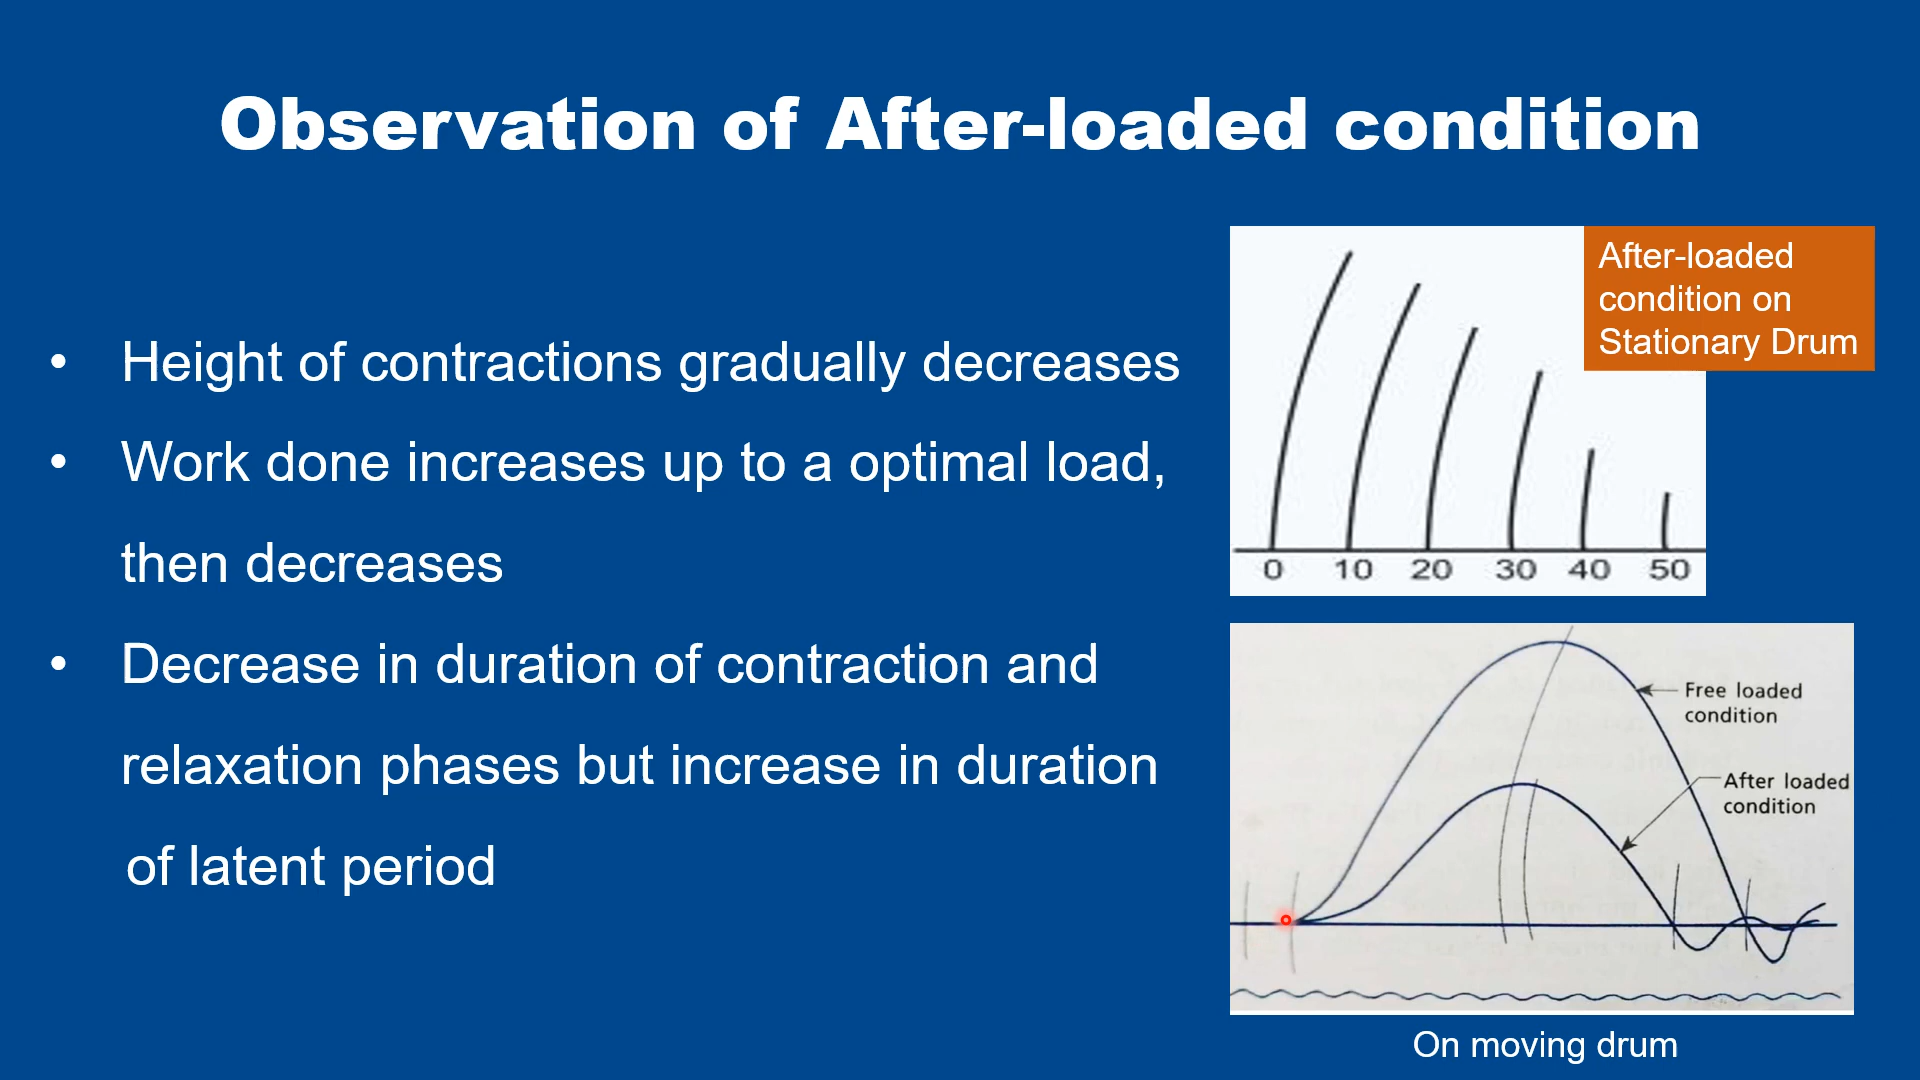 Observation of After-loaded condition
• Height of contractions gradually decreases
• Work done increases up to a optimal load,
then decreases
• Decrease in duration of contraction and
relaxation phases but increase in duration
of latent period
After-loaded
condition on
Stationary Drum
0 10 20 30 40 50
Free loaded
condition
After loaded
condition
On moving drum